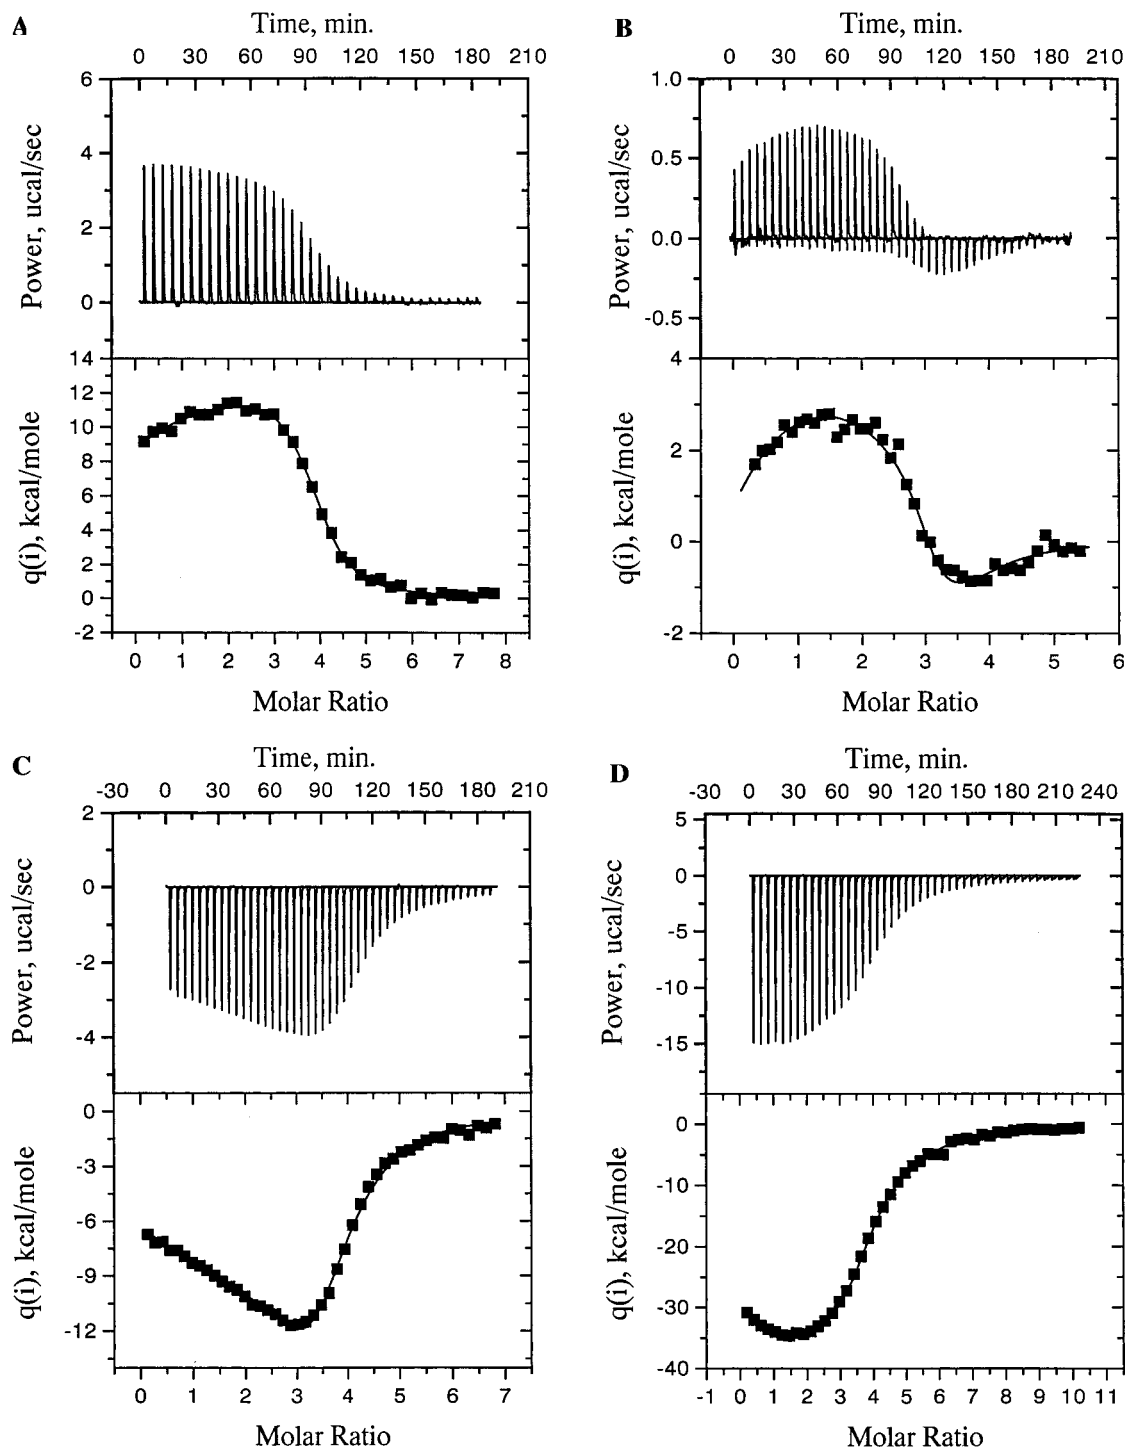 A
Time, min.
0 30 60 90 120 150 180 210
6
4
2
0
Power, ucal/sec
14
12
10
8
6
4
2
0
-2
q(i), kcal/mole
0 1 2 3 4 5 6 7 8
Molar Ratio
B
Time, min.
0 30 60 90 120 150 180 210
1.0
0.5
0.0
-0.5
Power, ucal/sec
4
2
0
-2
q(i), kcal/mole
0 1 2 3 4 5 6
Molar Ratio
C
Time, min.
-30 0 30 60 90 120 150 180 210
2
0
-2
-4
Power, ucal/sec
0
-3
-6
-9
-12
q(i), kcal/mole
0 1 2 3 4 5 6 7
Molar Ratio
D
Time, min.
-30 0 30 60 90 120 150 180 210 240
5
0
-5
-10
-15
Power, ucal/sec
0
-10
-20
-30
-40
q(i), kcal/mole
-1 0 1 2 3 4 5 6 7 8 9 10 11
Molar Ratio